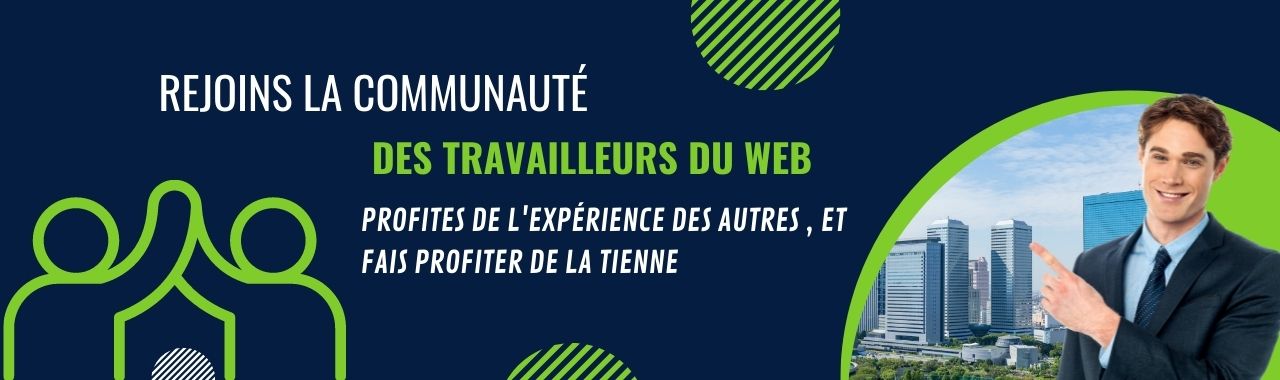 REJOINS LA COMMUNAUTÉ
DES TRAVAILLEURS DU WEB
PROFITES DE L'EXPÉRIENCE DES AUTRES , ET
FAIS PROFITER DE LA TIENNE